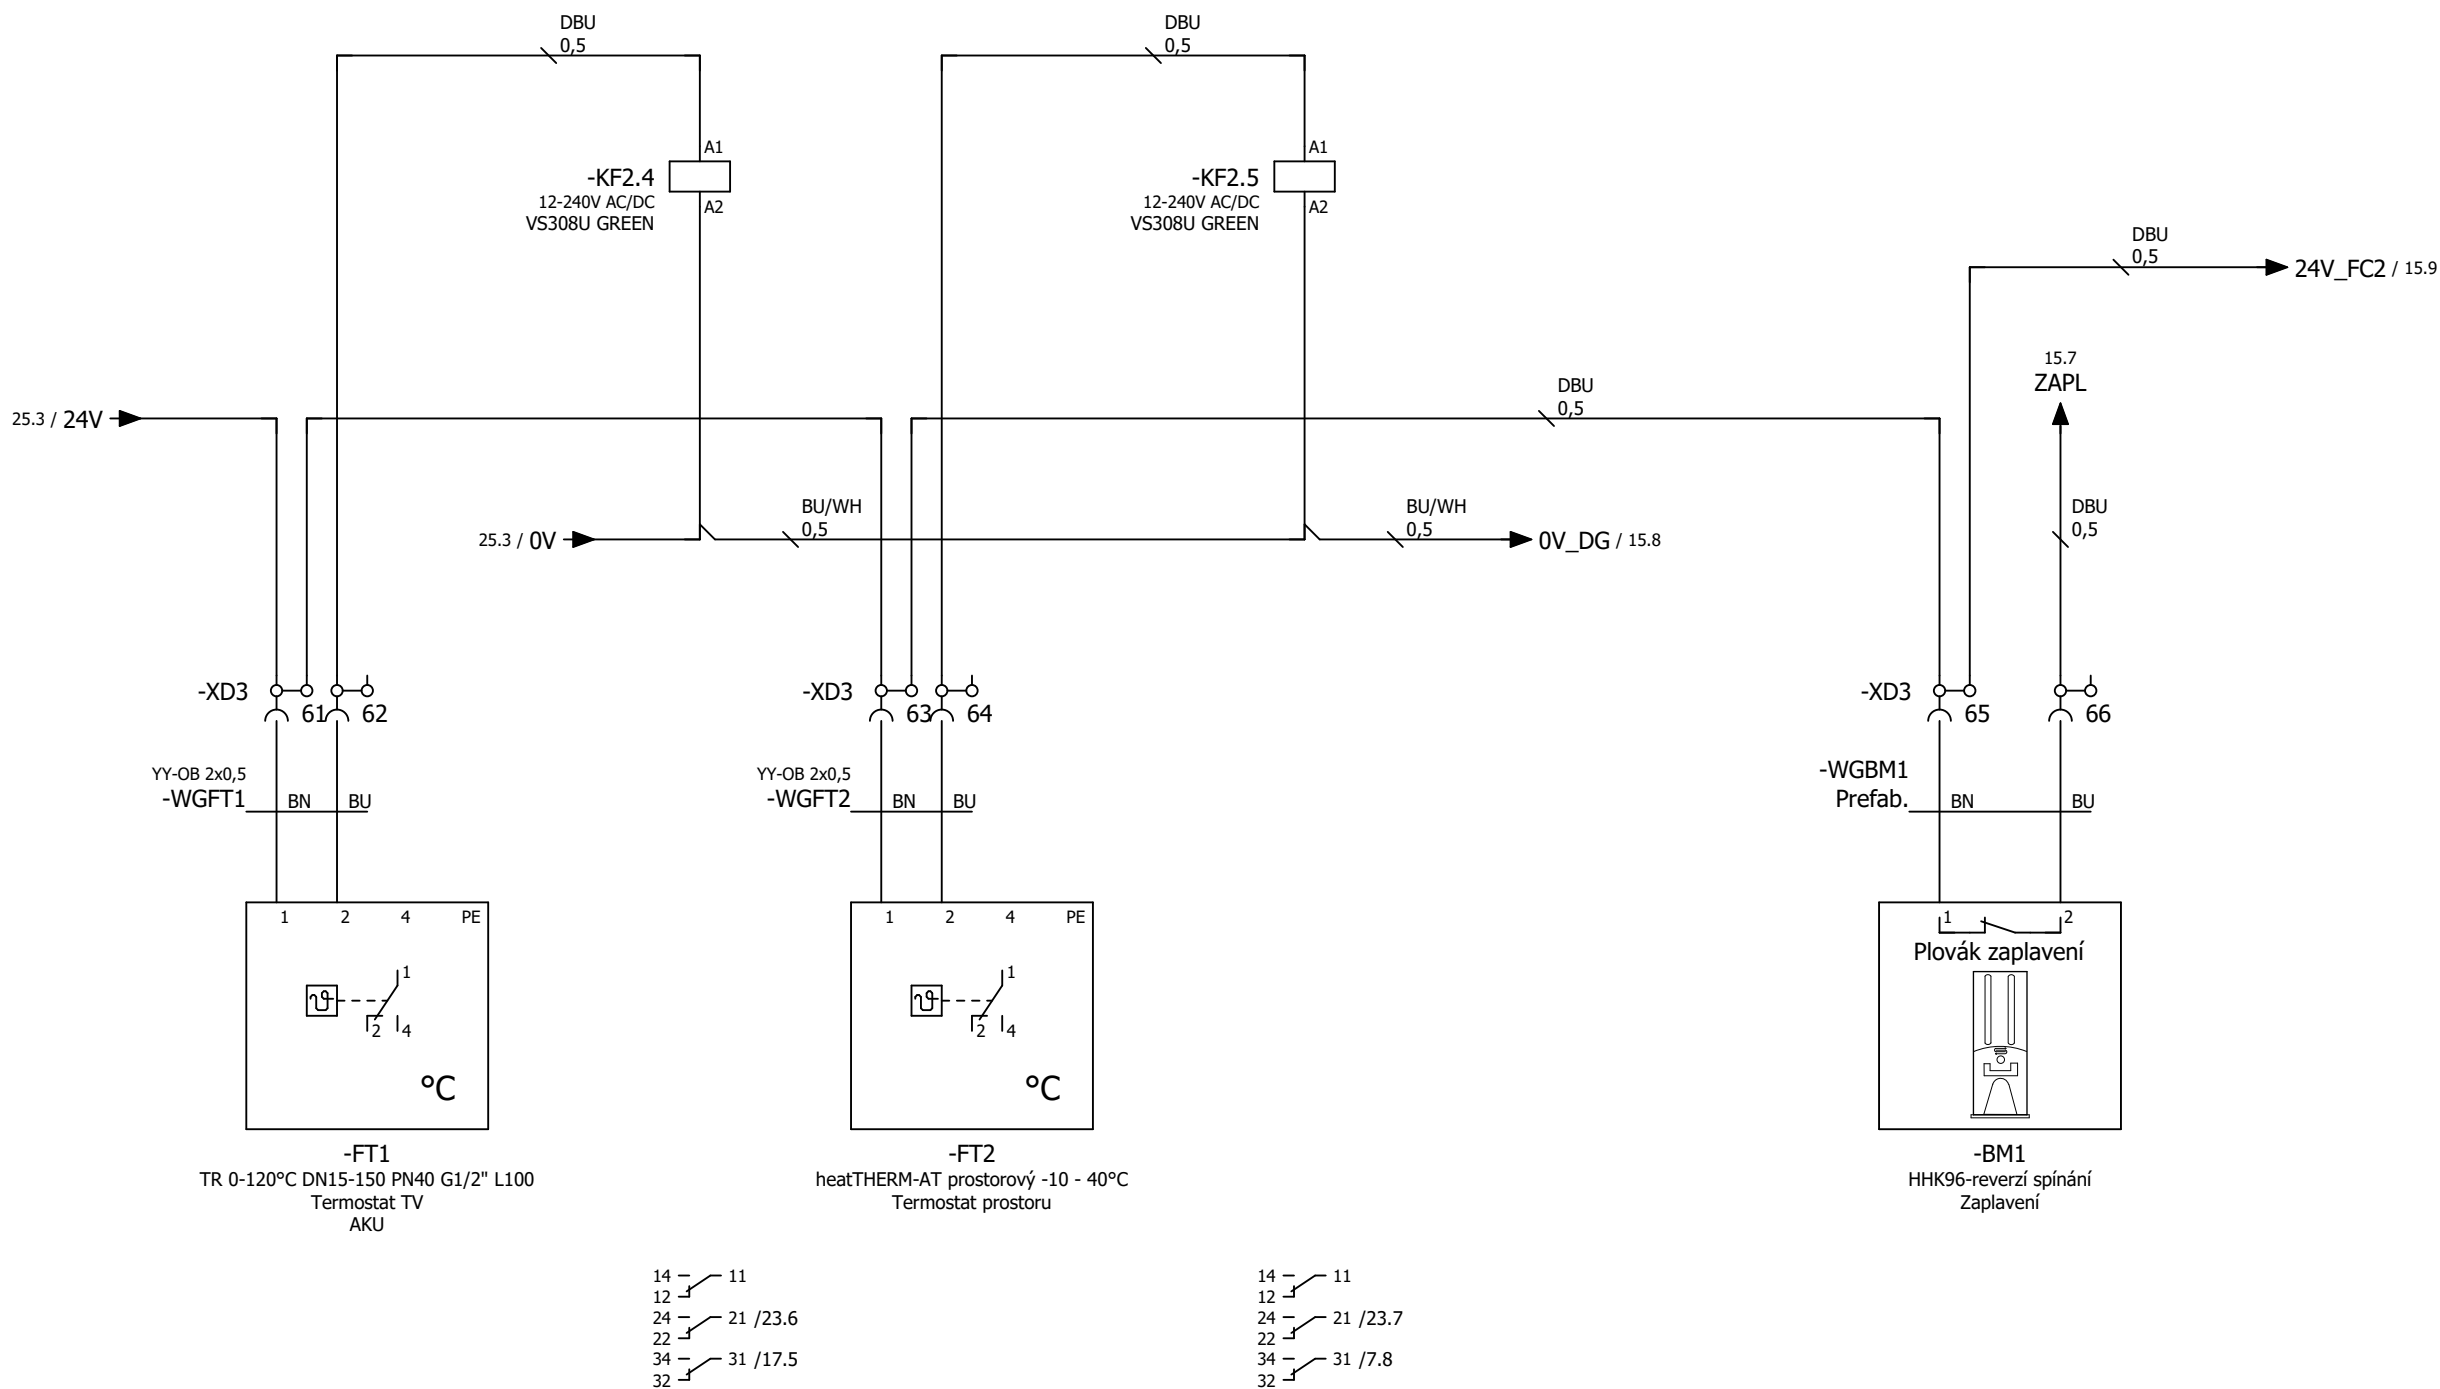 DBU
0,5
DBU
0,5
A1
-KF2.4
12-240V AC/DC
A2
VS308U GREEN
A1
-KF2.5
12-240V AC/DC
A2
VS308U GREEN
DBU
0,5
24V_FC2 / 15.9
15.7
ZAPL
DBU
0,5
25.3 / 24V
BU/WH
0,5
BU/WH
0,5
DBU
0,5
25.3 / 0V
0V_DG / 15.8
-XD3
61
62
-XD3
63
64
-XD3
65
66
YY-OB 2x0,5
-WGFT1
BN
BU
YY-OB 2x0,5
-WGFT2
BN
BU
-WGBM1
Prefab.
BN
BU
1
2
4
PE
1
2
4
°C
1
2
4
PE
1
2
4
°C
1
2
Plovák zaplavení
-FT1
TR 0-120°C DN15-150 PN40 G1/2" L100
Termostat TV
AKU
-FT2
heatTHERM-AT prostorový -10 - 40°C
Termostat prostoru
-BM1
HHK96-reverzí spínání
Zaplavení
14
11
12
24
21 /23.6
22
34
31 /17.5
32
14
11
12
24
21 /23.7
22
34
31 /7.8
32